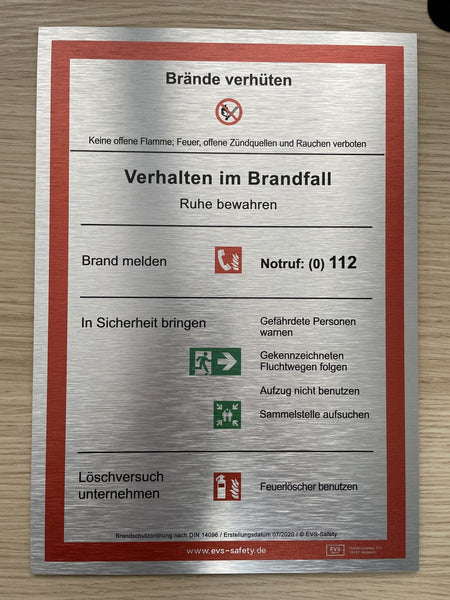 Brände verhüten
Keine offene Flamme; Feuer, offene Zündquellen und Rauchen verboten
Verhalten im Brandfall
Ruhe bewahren
Brand melden
Notruf: (0) 112
In Sicherheit bringen
Gefährdete Personen
warnen
Gekennzeichneten
Fluchtwegen folgen
Aufzug nicht benutzen
Sammelstelle aufsuchen
Löschversuch
unternehmen
Feuerlöscher benutzen
Brandschutzordnung nach DIN 14096 / Erstellungsdatum 07/2020 / © EVS-Safety
www.evs-safety.de
EVS